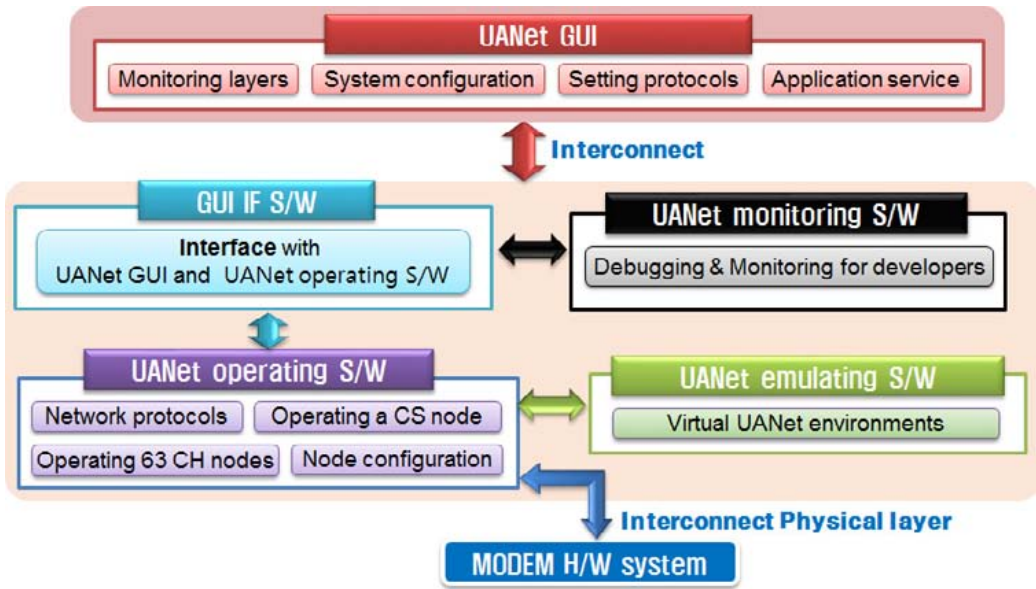 UANet GUI
Monitoring layers
System configuration
Setting protocols
Application service
Interconnect
GUI IF S/W
Interface with
UANet GUI and UANet operating S/W
UANet monitoring S/W
Debugging & Monitoring for developers
UANet operating S/W
Network protocols
Operating a CS node
Operating 63 CH nodes
Node configuration
UANet emulating S/W
Virtual UANet environments
Interconnect Physical layer
MODEM H/W system